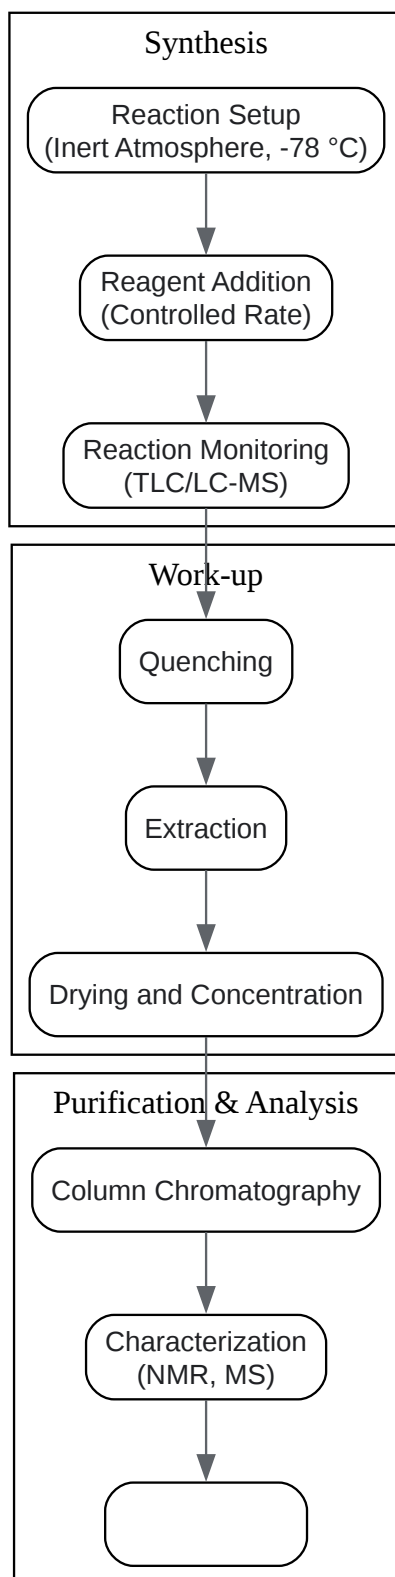 Synthesis
Reaction Setup
(Inert Atmosphere, -78 °C)
Reagent Addition
(Controlled Rate)
Reaction Monitoring
(TLC/LC-MS)
Work-up
Quenching
Extraction
Drying and Concentration
Purification & Analysis
Column Chromatography
Characterization
(NMR, MS)